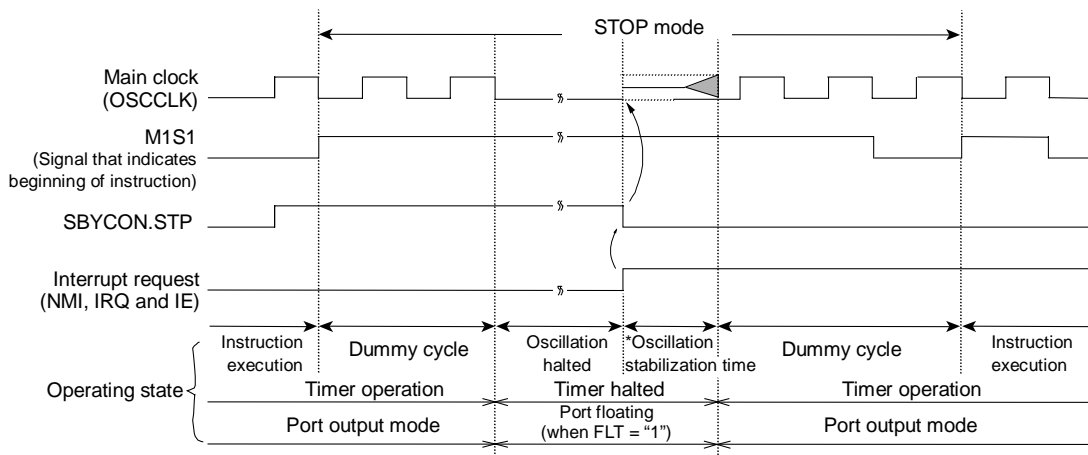 STOP mode
Main clock
(OSCCLK)
M1S1
(Signal that indicates
beginning of instruction)
SBYCON.STP
Interrupt request
(NMI, IRQ and IE)
Operating state
Instruction
execution
Dummy cycle
Oscillation
halted
*Oscillation
stabilization time
Dummy cycle
Instruction
execution
Timer operation
Timer halted
Timer operation
Port output mode
Port floating
(when FLT = “1”)
Port output mode